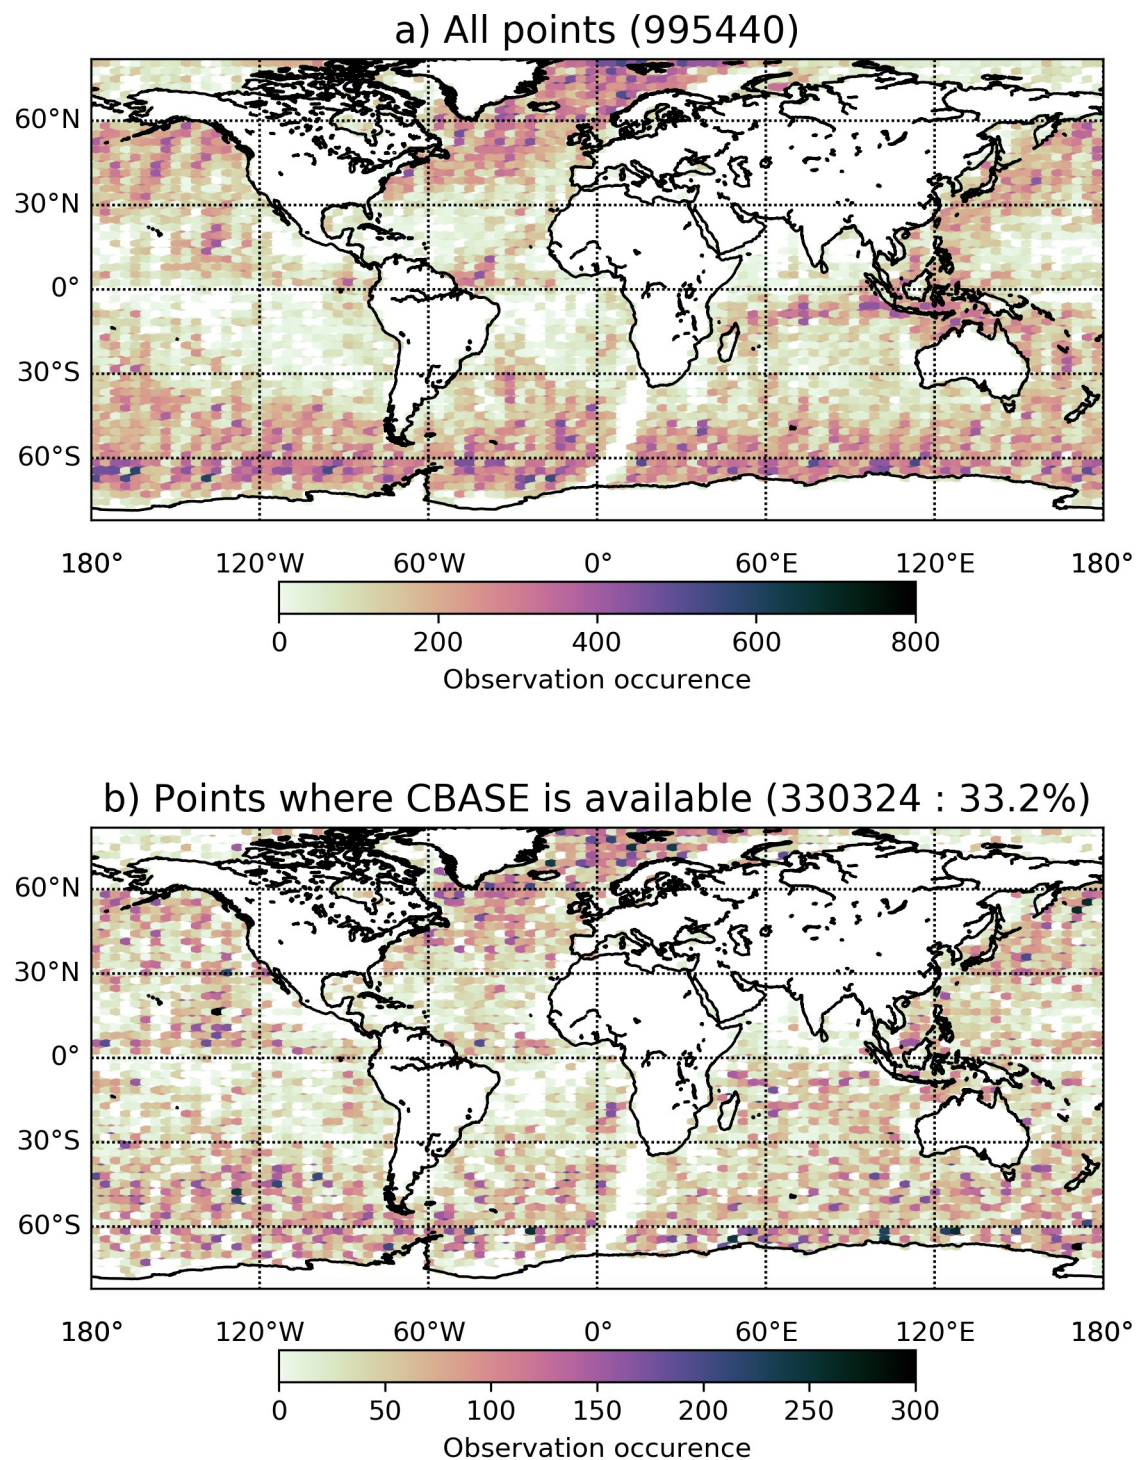 a) All points (995440)
60°N
30°N
0°
30°S
60°S
180° 120°W 60°W 0° 60°E 120°E 180°
0 200 400 600 800
Observation occurence
b) Points where CBASE is available (330324 : 33.2%)
60°N
30°N
0°
30°S
60°S
180° 120°W 60°W 0° 60°E 120°E 180°
0 50 100 150 200 250 300
Observation occurence